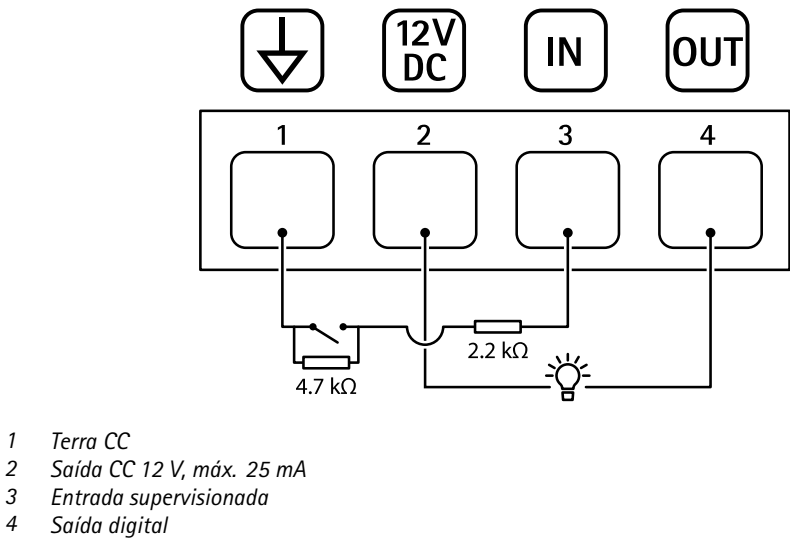 12V DC IN OUT
1 2 3 4
2.2 kΩ
4.7 kΩ
1 Terra CC
2 Saída CC 12 V, máx. 25 mA
3 Entrada supervisionada
4 Saída digital